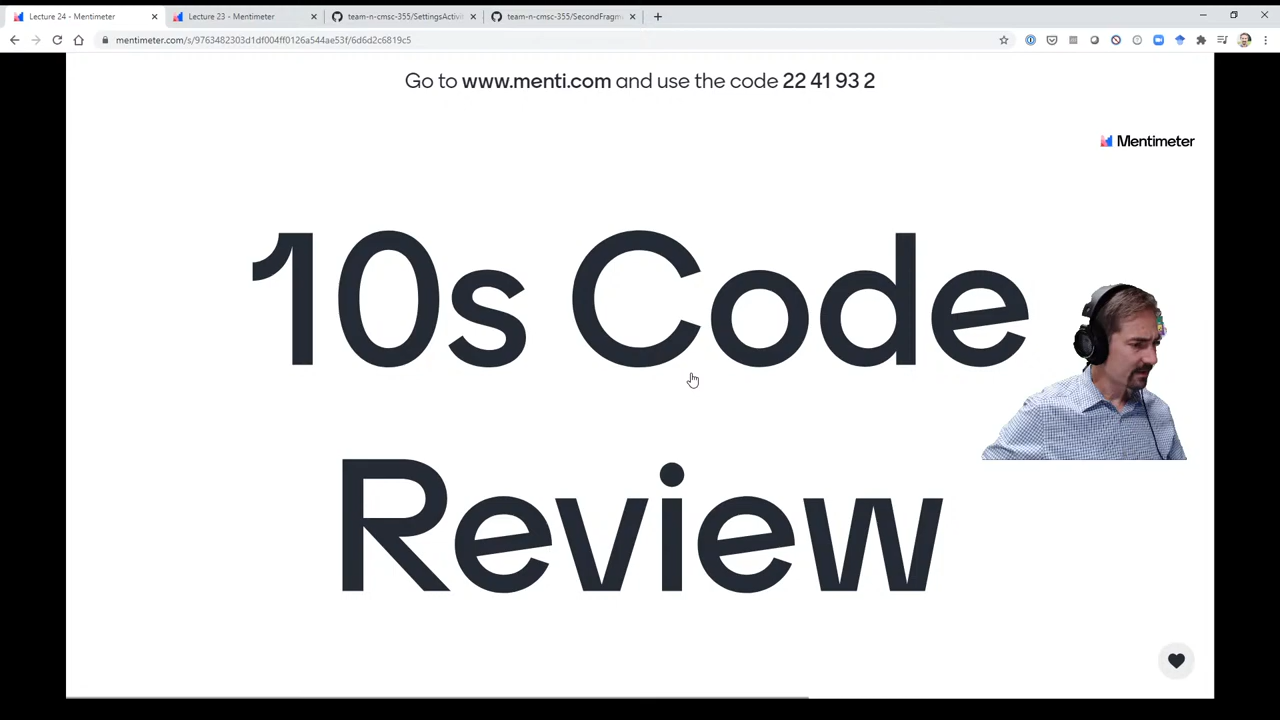 Lecture 24 - Mentimeter
Lecture 23 - Mentimeter
team-n-cmsc-355/SettingsActivi
team-n-cmsc-355/SecondFragm
mentimeter.com/s/9763482303d1df004ff0126a544ae53f/6d6d2c6819c5
Go to www.menti.com and use the code 22 41 93 2
Mentimeter
10s Code
Review